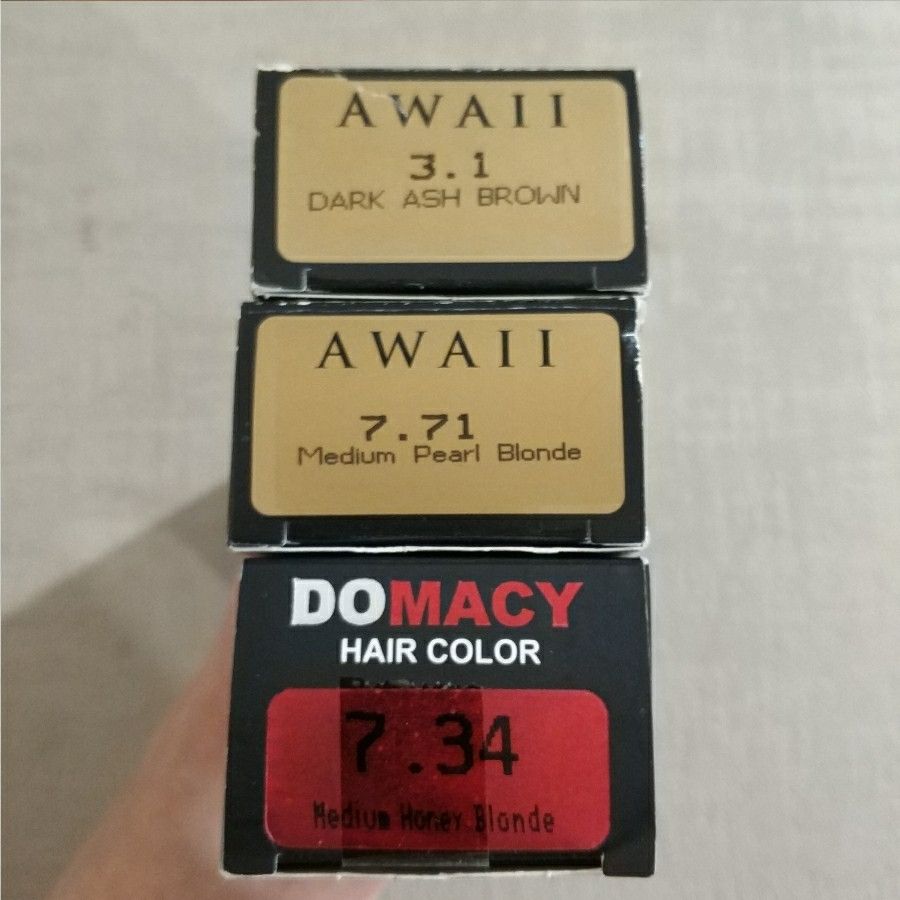 AWAII
3.1
DARK ASH BROWN
AWAII
7.71
Medium Pearl Blonde
DOMACY
HAIR COLOR
7.34
Medium Honey Blonde